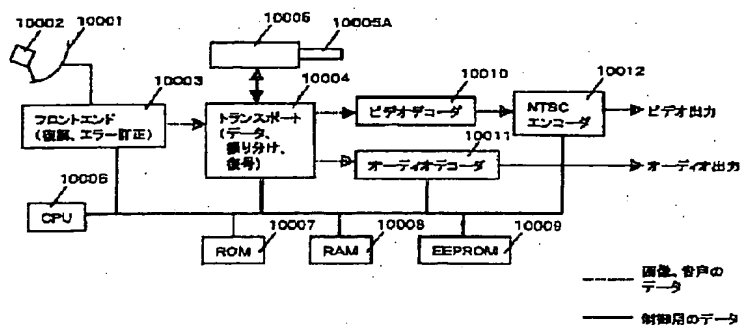 10002
10001
10003
10005
10005A
10004
10010
10012
フロントエンド
(復調、エラー訂正)
トランスポート
(データ、
振り分け、
復号)
ビデオデコーダ
NTSC
エンコーダ
ビデオ出力
10011
オーディオデコーダ
オーディオ出力
10006
CPU
10007
ROM
10008
RAM
10009
EEPROM
画像、音声の
データ
制御用のデータ